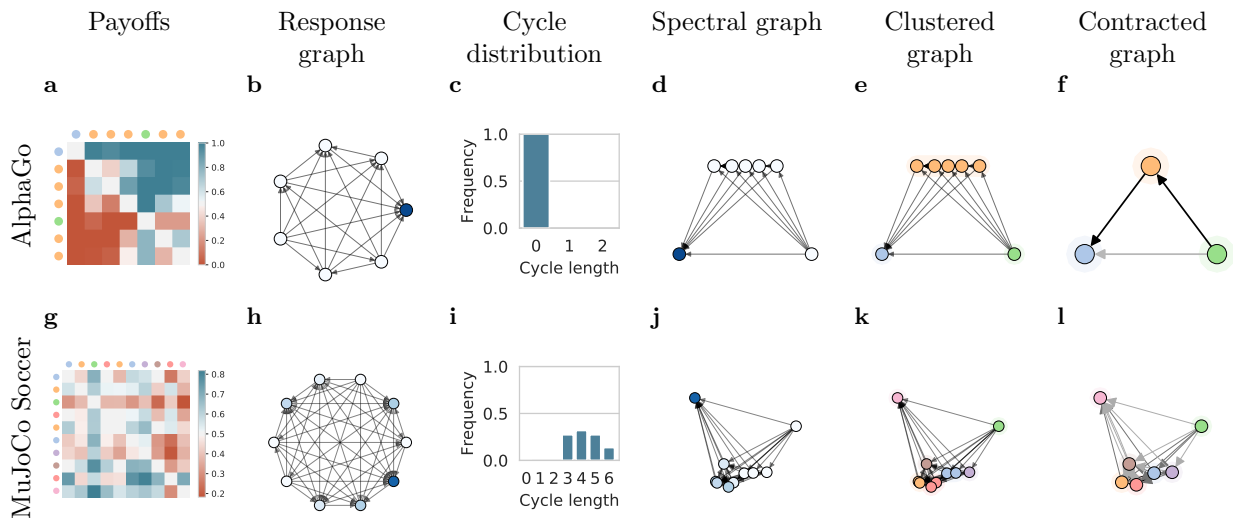 Payoffs
Response
graph
Cycle
distribution
Spectral graph
Clustered
graph
Contracted
graph
a
b
c
d
e
f
AlphaGo
1.0
0.8
0.6
0.4
0.2
0.0
Frequency
1.0
0.5
0.0
0 1 2
Cycle length
g
h
i
j
k
l
MuJoCo Soccer
0.8
0.7
0.6
0.5
0.4
0.3
0.2
Frequency
1.0
0.5
0.0
0 1 2 3 4 5 6
Cycle length